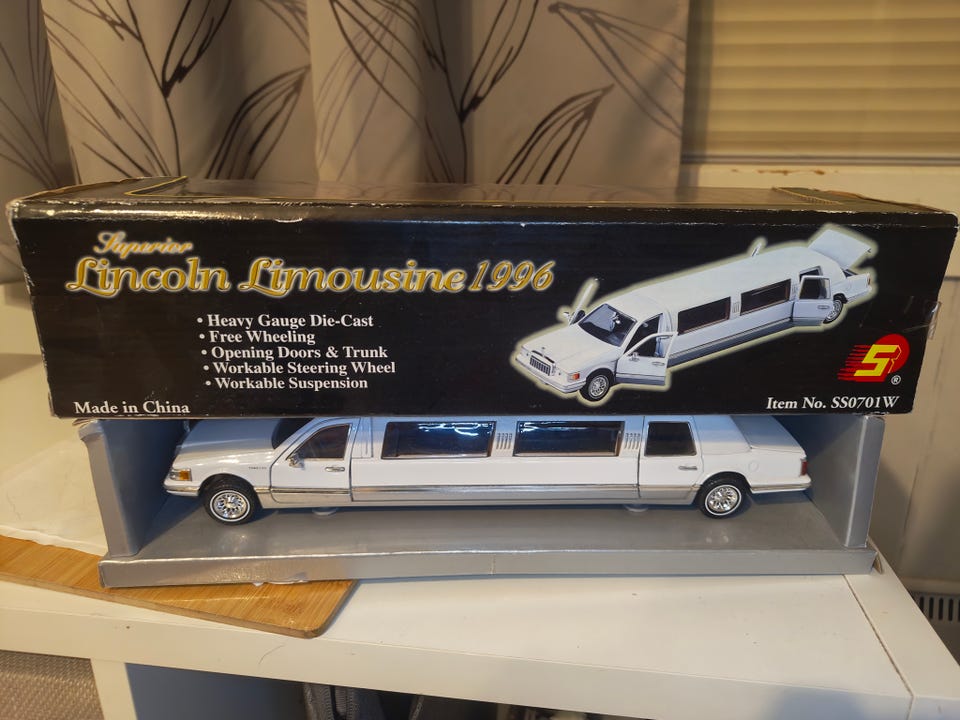 Superior
Lincoln Limousine 1996
• Heavy Gauge Die-Cast
• Free Wheeling
• Opening Doors & Trunk
• Workable Steering Wheel
• Workable Suspension
S
®
Made in China
Item No. SS0701W